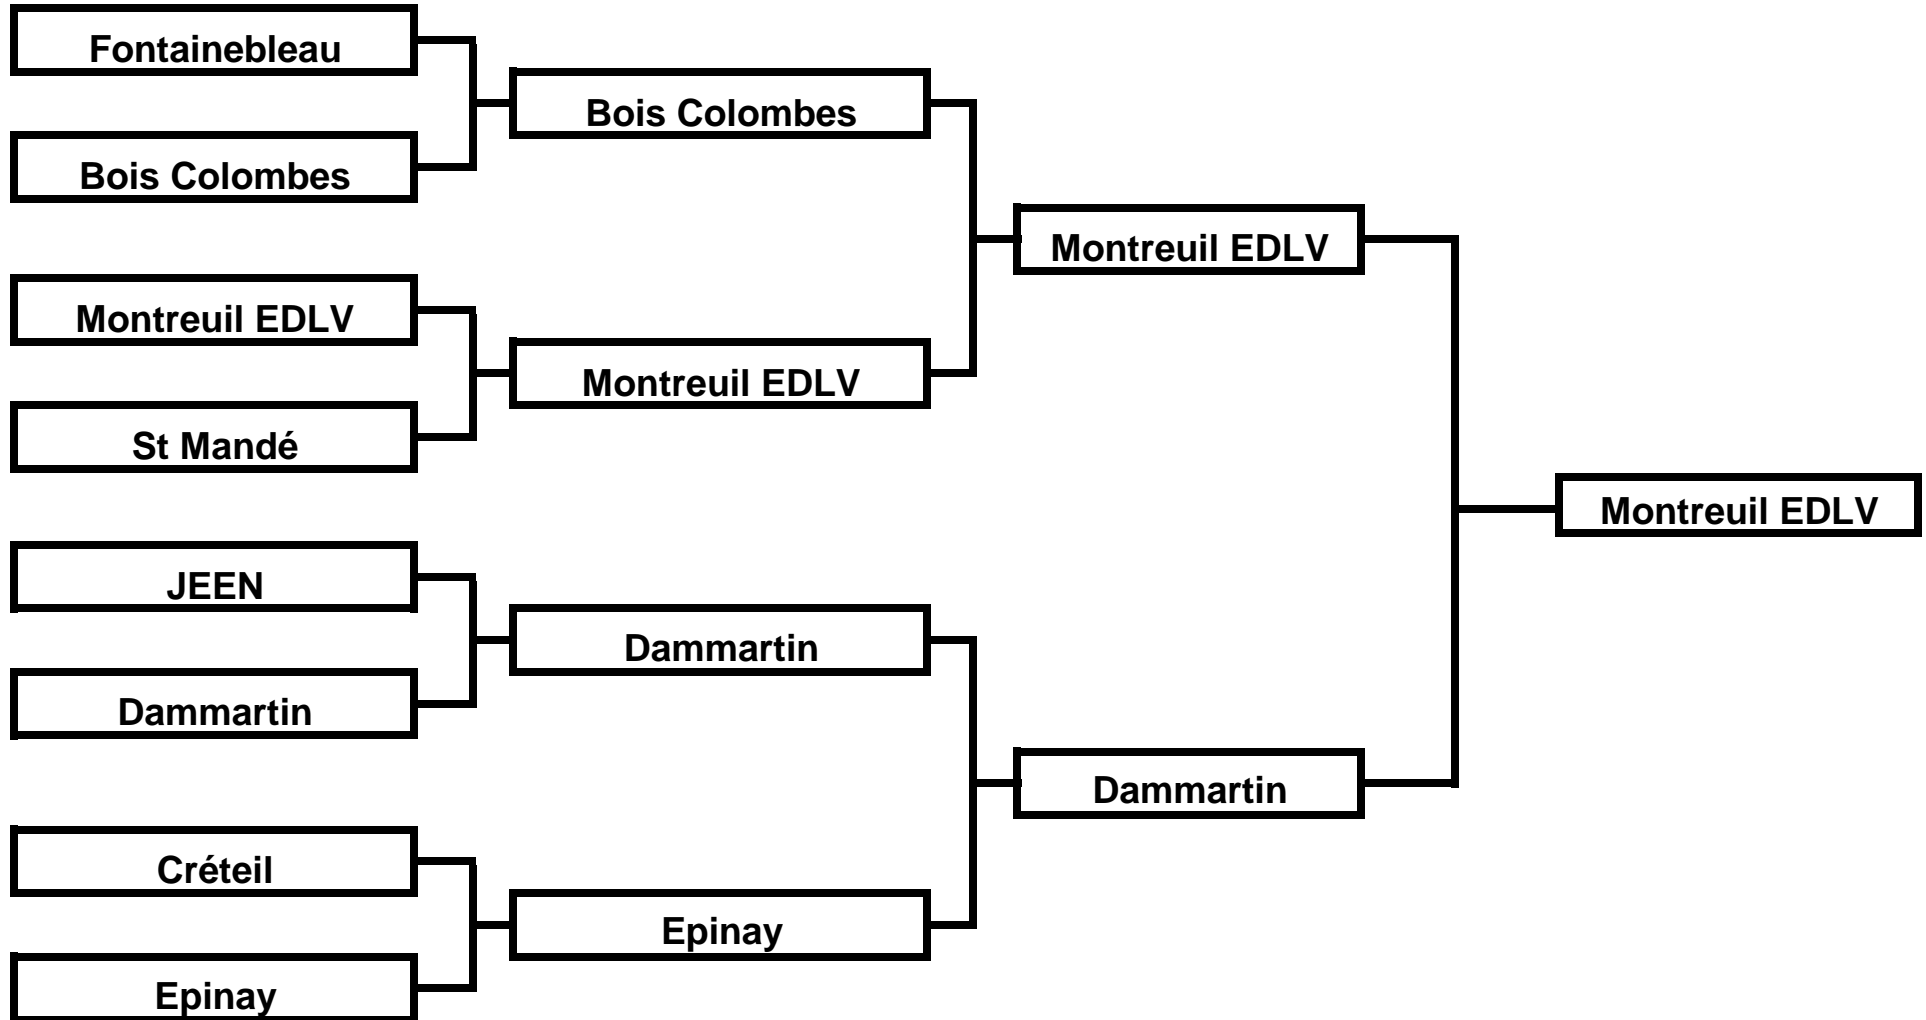 Fontainebleau
Bois Colombes
Montreuil EDLV
St Mandé
JEEN
Dammartin
Créteil
Epinay
Bois Colombes
Montreuil EDLV
Dammartin
Epinay
Montreuil EDLV
Dammartin
Montreuil EDLV